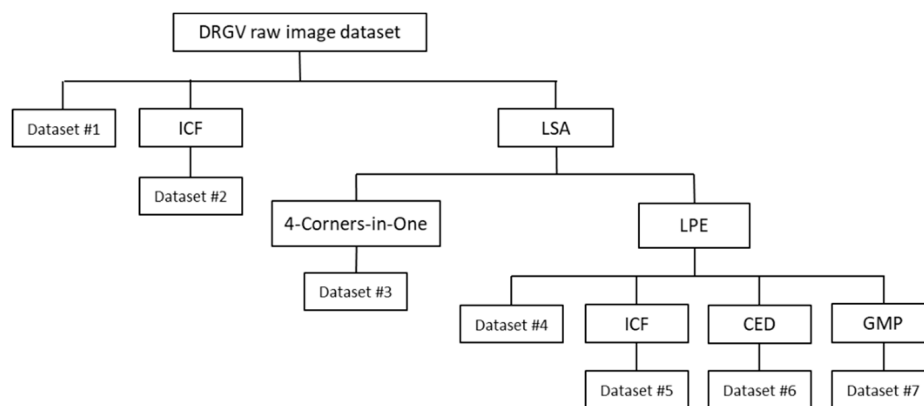 DRGV raw image dataset
Dataset #1
ICF
LSA
Dataset #2
4-Corners-in-One
LPE
Dataset #3
Dataset #4
ICF
CED
GMP
Dataset #5
Dataset #6
Dataset #7